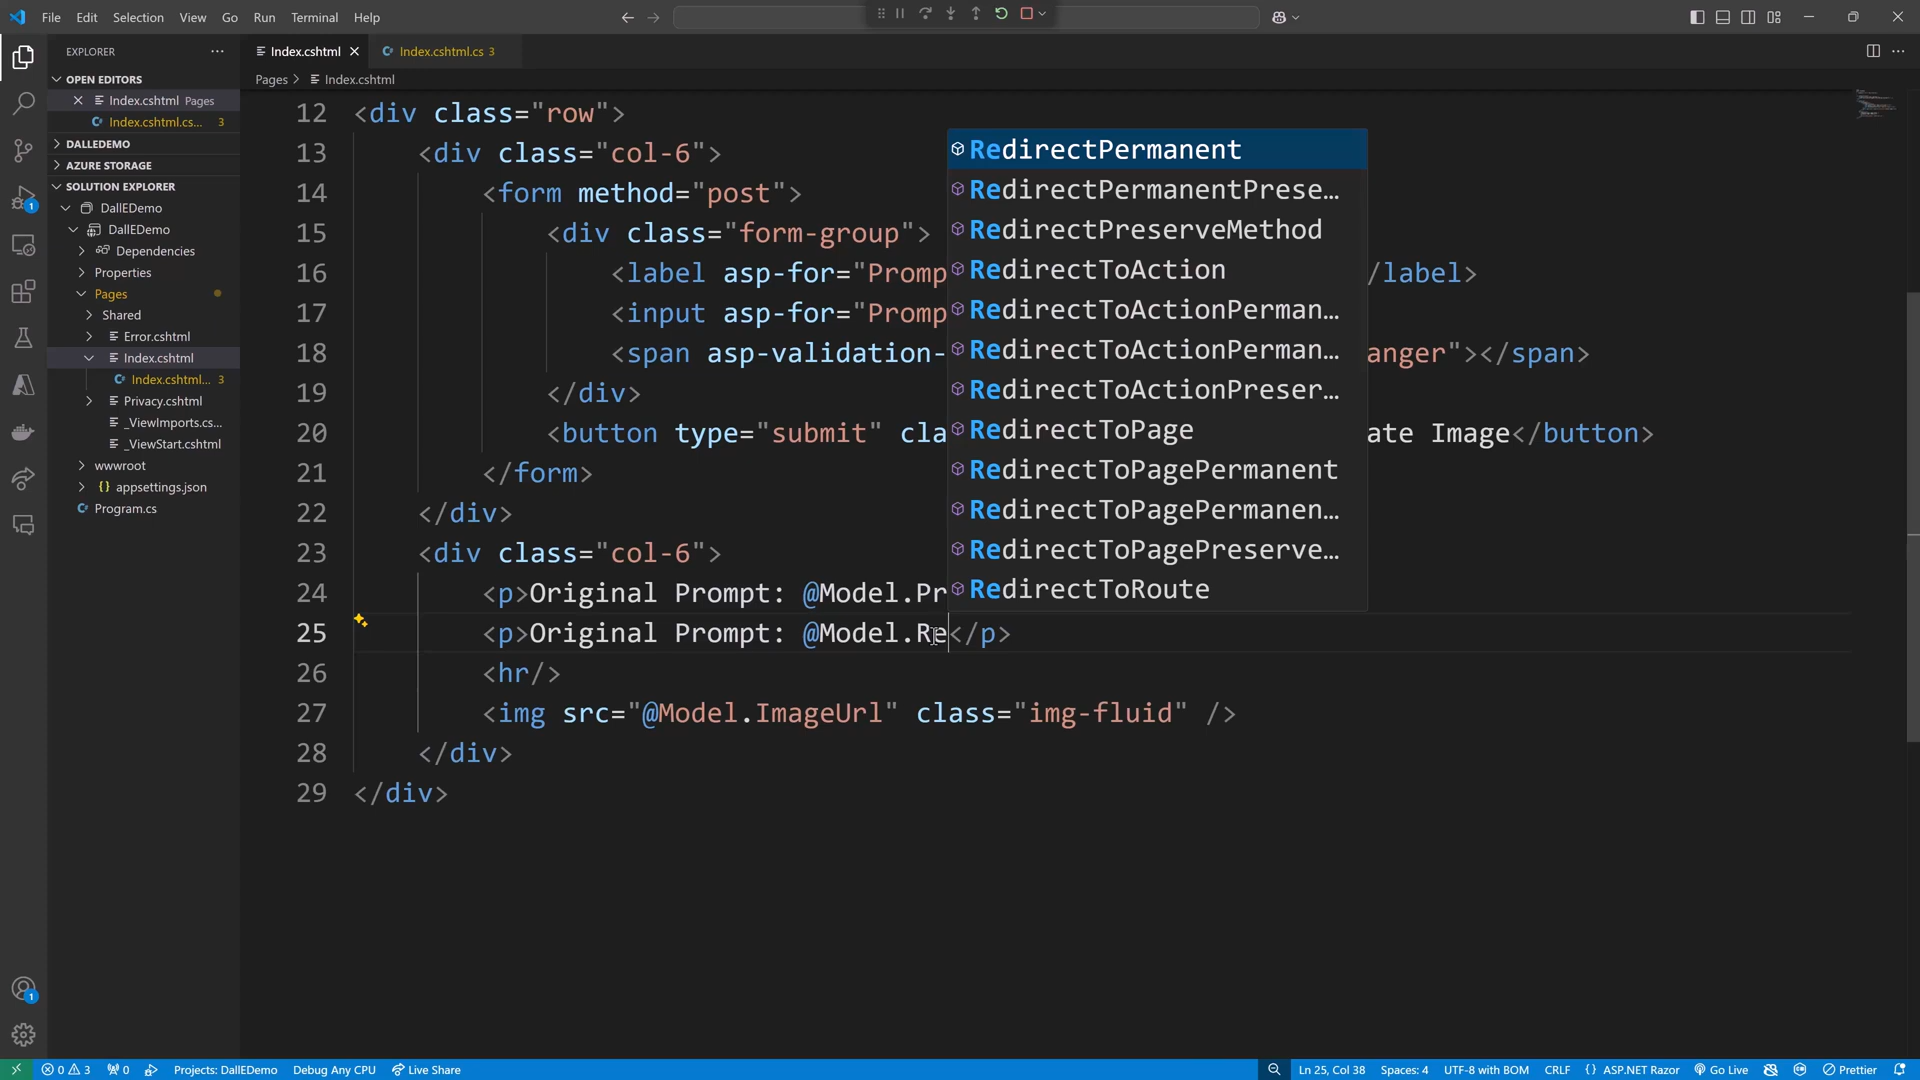 File Edit Selection View Go Run Terminal Help
EXPLORER
OPEN EDITORS
Index.cshtml Pages
Index.cshtml.cs... 3
DALLEDEMO
AZURE STORAGE
SOLUTION EXPLORER
DallEDemo
DallEDemo
Dependencies
Properties
Pages
Shared
Error.cshtml
Index.cshtml
Index.cshtml... 3
Privacy.cshtml
_ViewImports.cs...
_ViewStart.cshtml
wwwroot
{} appsettings.json
C# Program.cs
1
1
Index.cshtml
Index.cshtml.cs 3
Pages > Index.cshtml
12 <div class="row">
13 <div class="col-6">
14 <form method="post">
15 <div class="form-group">
16 <label asp-for="Promp /label>
17 <input asp-for="Promp
18 <span asp-validation- anger"></span>
19 </div>
20 <button type="submit" cla ate Image</button>
21 </form>
22 </div>
23 <div class="col-6">
24 <p>Original Prompt: @Model.Pr
25 <p>Original Prompt: @Model.Re</p>
26 <hr/>
27 <img src="@Model.ImageUrl" class="img-fluid" />
28 </div>
29 </div>
RedirectPermanent
RedirectPermanentPrese...
RedirectPreserveMethod
RedirectToAction
RedirectToActionPerman...
RedirectToActionPerman...
RedirectToActionPreser...
RedirectToPage
RedirectToPagePermanent
RedirectToPagePermanen...
RedirectToPagePreserve...
RedirectToRoute
0 3 0 Projects: DallEDemo Debug Any CPU Live Share Ln 25, Col 38 Spaces: 4 UTF-8 with BOM CRLF {} ASP.NET Razor Go Live Prettier